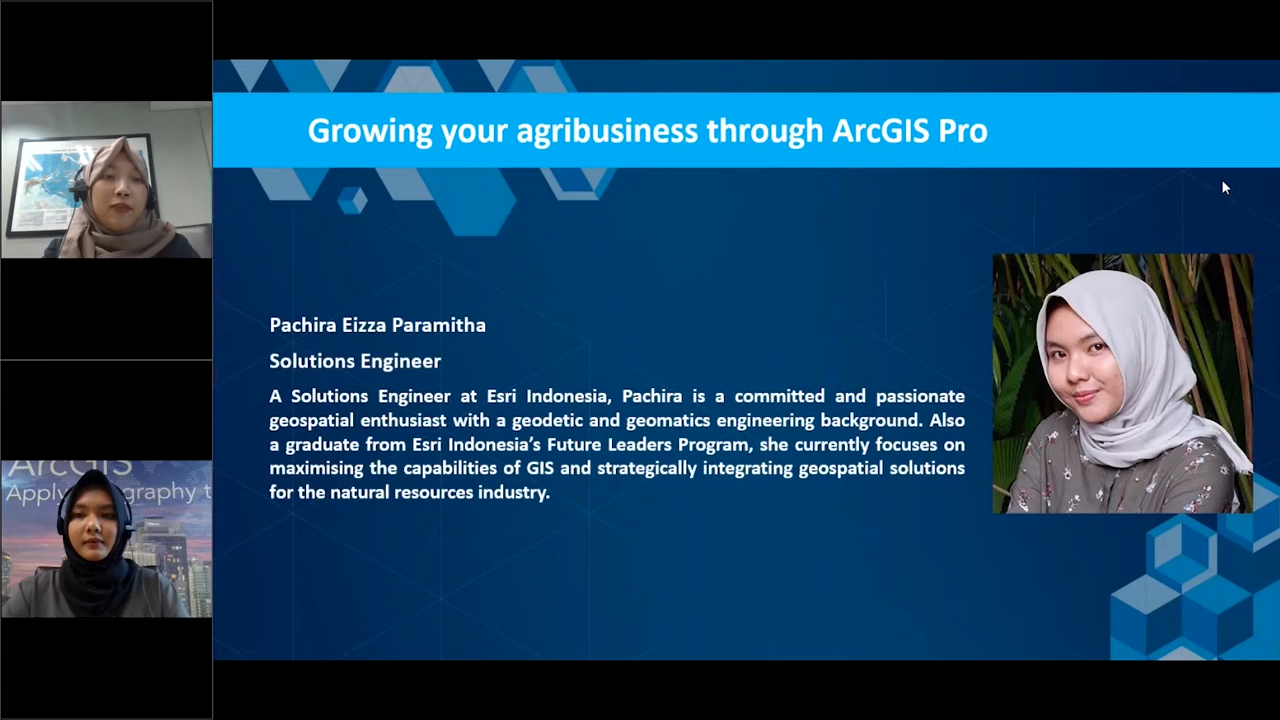 Growing your agribusiness through ArcGIS Pro
Pachira Eizza Paramitha
Solutions Engineer
A Solutions Engineer at Esri Indonesia, Pachira is a committed and passionate
geospatial enthusiast with a geodetic and geomatics engineering background. Also
a graduate from Esri Indonesia’s Future Leaders Program, she currently focuses on
maximising the capabilities of GIS and strategically integrating geospatial solutions
for the natural resources industry.
ArcGIS